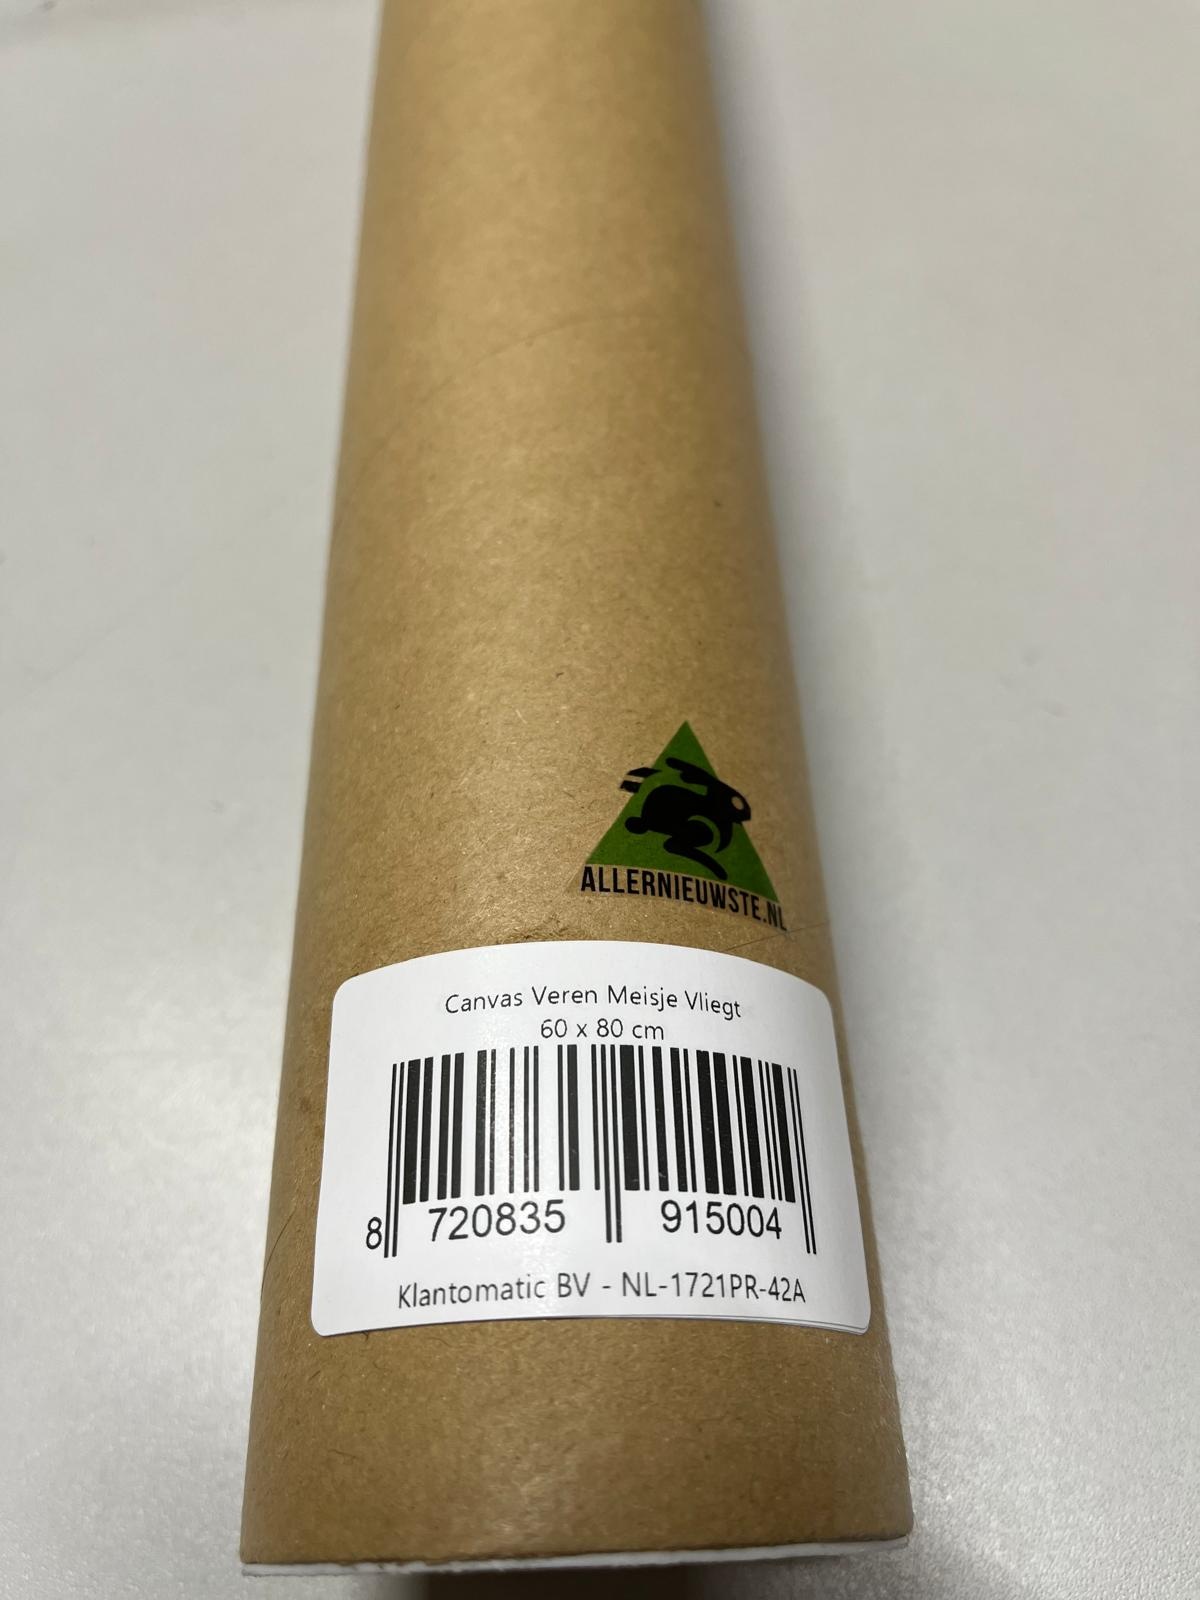 ALLERNIEUWSTE.NL
Canvas Veren Meisje Vliegt
60 x 80 cm
8 720835 915004
Klantomatic BV - NL-1721PR-42A